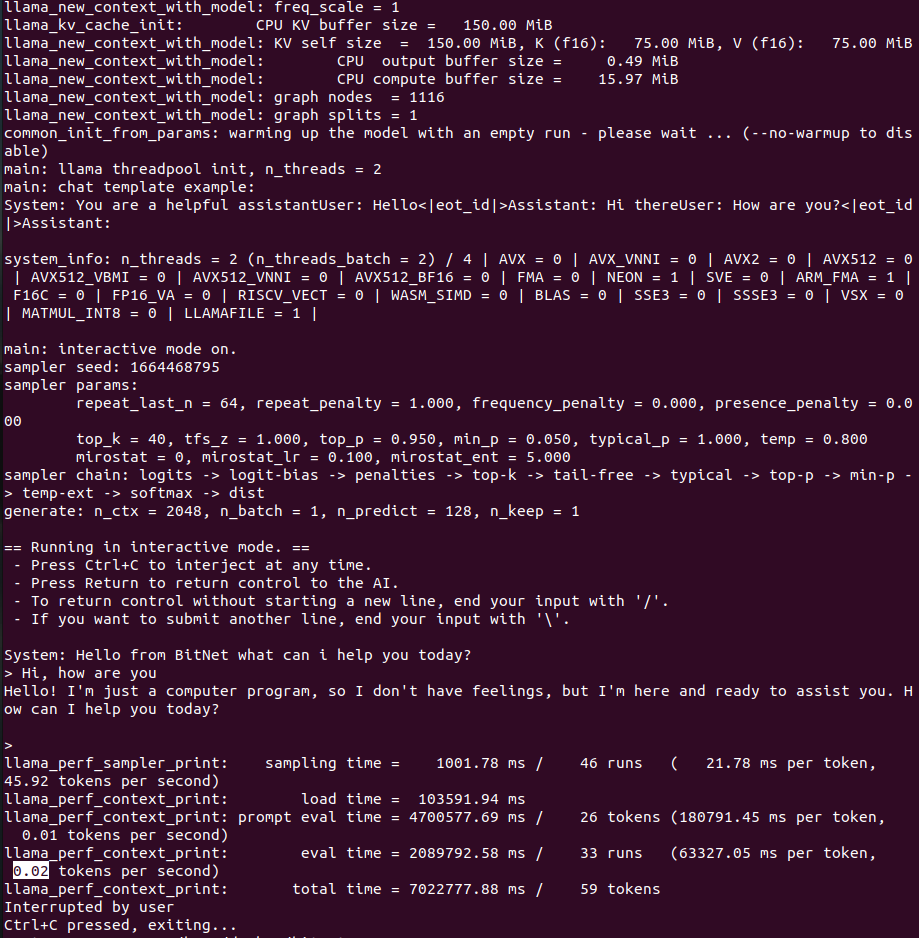 llama_new_context_with_model: freq_scale = 1
llama_kv_cache_init:        CPU KV buffer size =   150.00 MiB
llama_new_context_with_model: KV self size  =  150.00 MiB, K (f16):   75.00 MiB, V (f16):   75.00 MiB
llama_new_context_with_model:        CPU  output buffer size =     0.49 MiB
llama_new_context_with_model:        CPU compute buffer size =    15.97 MiB
llama_new_context_with_model: graph nodes  = 1116
llama_new_context_with_model: graph splits = 1
common_init_from_params: warming up the model with an empty run - please wait ... (--no-warmup to dis
able)
main: llama threadpool init, n_threads = 2
main: chat template example:
System: You are a helpful assistantUser: Hello<|eot_id|>Assistant: Hi thereUser: How are you?<|eot_id
|>Assistant:
system_info: n_threads = 2 (n_threads_batch = 2) / 4 | AVX = 0 | AVX_VNNI = 0 | AVX2 = 0 | AVX512 = 0
 | AVX512_VBMI = 0 | AVX512_VNNI = 0 | AVX512_BF16 = 0 | FMA = 0 | NEON = 1 | SVE = 0 | ARM_FMA = 1 |
 F16C = 0 | FP16_VA = 0 | RISCV_VECT = 0 | WASM_SIMD = 0 | BLAS = 0 | SSE3 = 0 | SSSE3 = 0 | VSX = 0
| MATMUL_INT8 = 0 | LLAMAFILE = 1 |
main: interactive mode on.
sampler seed: 1664468795
sampler params:
        repeat_last_n = 64, repeat_penalty = 1.000, frequency_penalty = 0.000, presence_penalty = 0.0
00
        top_k = 40, tfs_z = 1.000, top_p = 0.950, min_p = 0.050, typical_p = 1.000, temp = 0.800
        mirostat = 0, mirostat_lr = 0.100, mirostat_ent = 5.000
sampler chain: logits -> logit-bias -> penalties -> top-k -> tail-free -> typical -> top-p -> min-p -
> temp-ext -> softmax -> dist
generate: n_ctx = 2048, n_batch = 1, n_predict = 128, n_keep = 1
== Running in interactive mode. ==
 - Press Ctrl+C to interject at any time.
 - Press Return to return control to the AI.
 - To return control without starting a new line, end your input with '/'.
 - If you want to submit another line, end your input with '\'.
System: Hello from BitNet what can i help you today?
> Hi, how are you
Hello! I'm just a computer program, so I don't have feelings, but I'm here and ready to assist you. H
ow can I help you today?
>
llama_perf_sampler_print:    sampling time =    1001.78 ms /    46 runs   (   21.78 ms per token,
45.92 tokens per second)
llama_perf_context_print:        load time =  103591.94 ms
llama_perf_context_print: prompt eval time = 4700577.69 ms /    26 tokens (180791.45 ms per token,
  0.01 tokens per second)
llama_perf_context_print:        eval time = 2089792.58 ms /    33 runs   (63327.05 ms per token,
 0.02 tokens per second)
llama_perf_context_print:       total time = 7022777.88 ms /    59 tokens
Interrupted by user
Ctrl+C pressed, exiting...